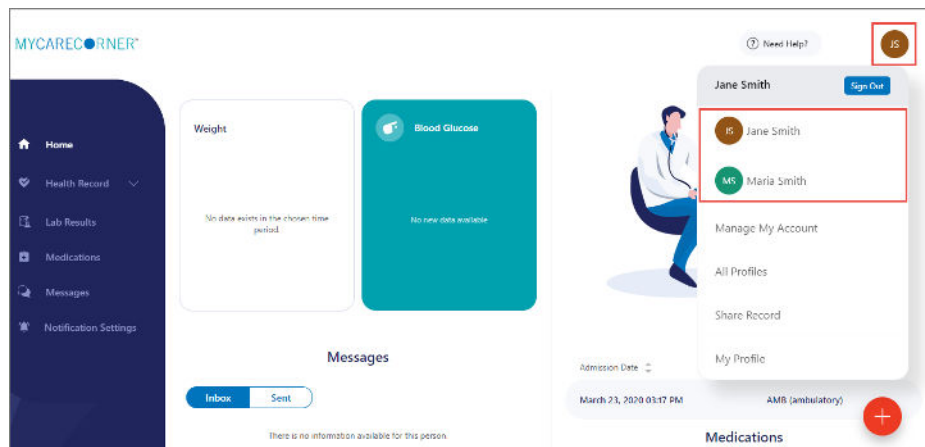 MYCARECORNER
Need Help?
JS
Jane Smith
Sign Out
JS Jane Smith
MS Maria Smith
Manage My Account
All Profiles
Share Record
My Profile
Home
Health Record
Lab Results
Medications
Messages
Notification Settings
Weight
No data exists in the chosen time
period.
Blood Glucose
No new data available
Messages
Inbox Sent
There is no information available for this person.
Admission Date
March 23, 2020 03:17 PM AMB (ambulatory)
Medications